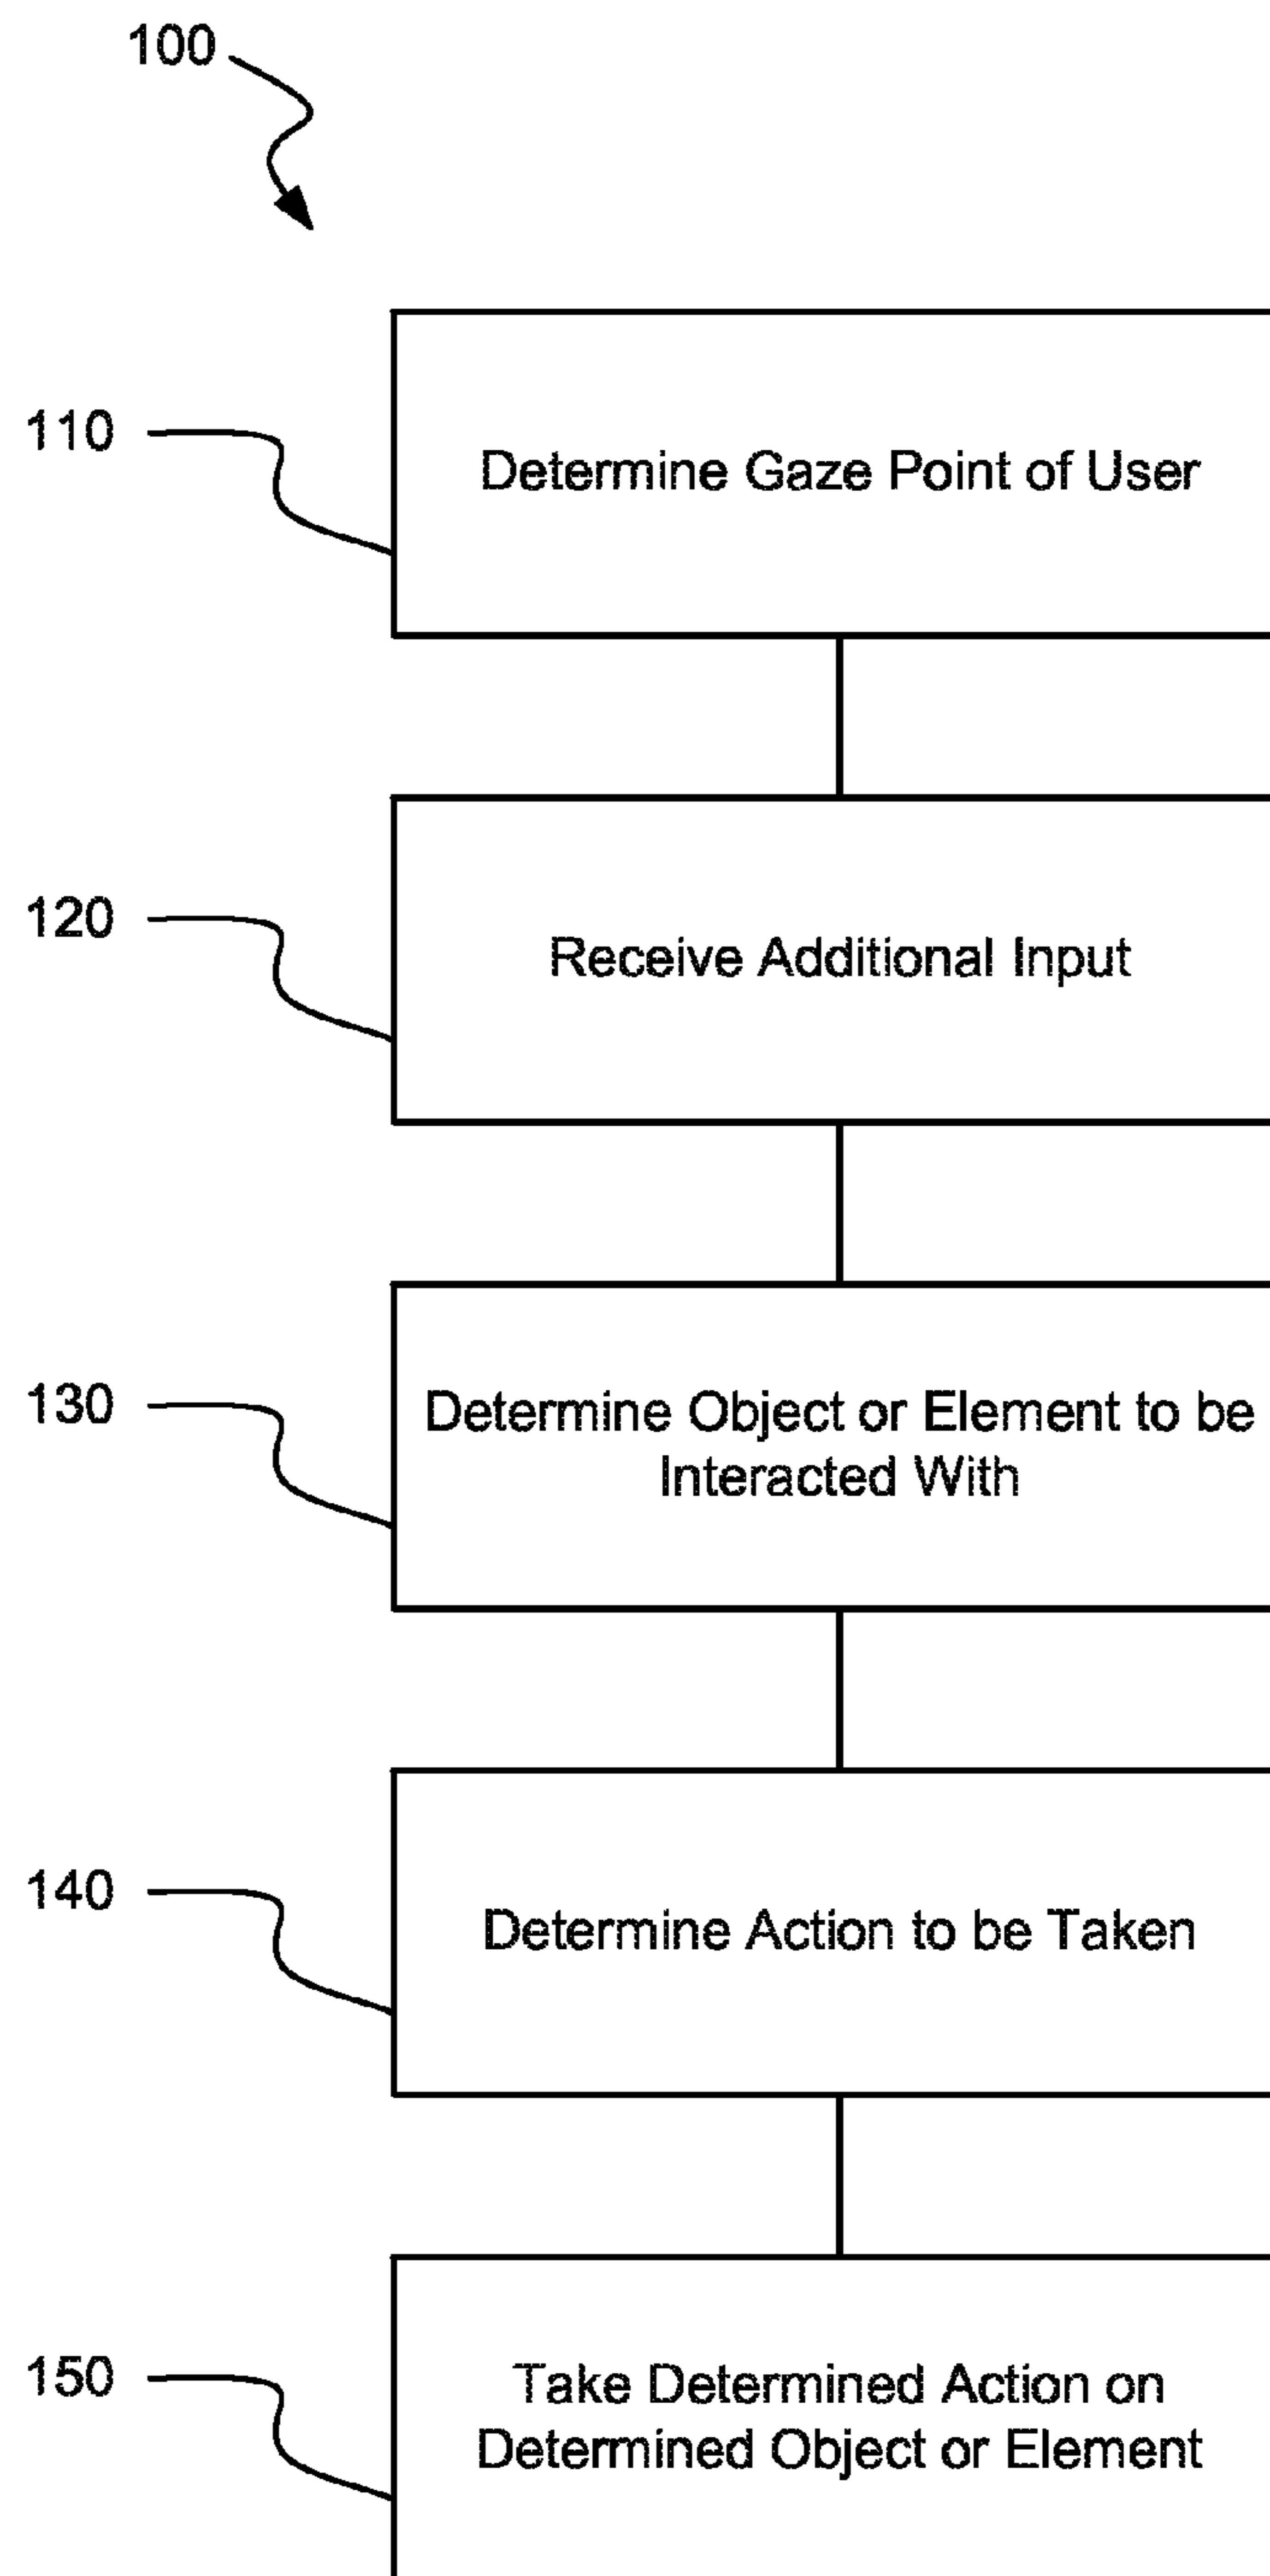 100
110
Determine Gaze Point of User
120
Receive Additional Input
130
Determine Object or Element to be
Interacted With
140
Determine Action to be Taken
150
Take Determined Action on
Determined Object or Element